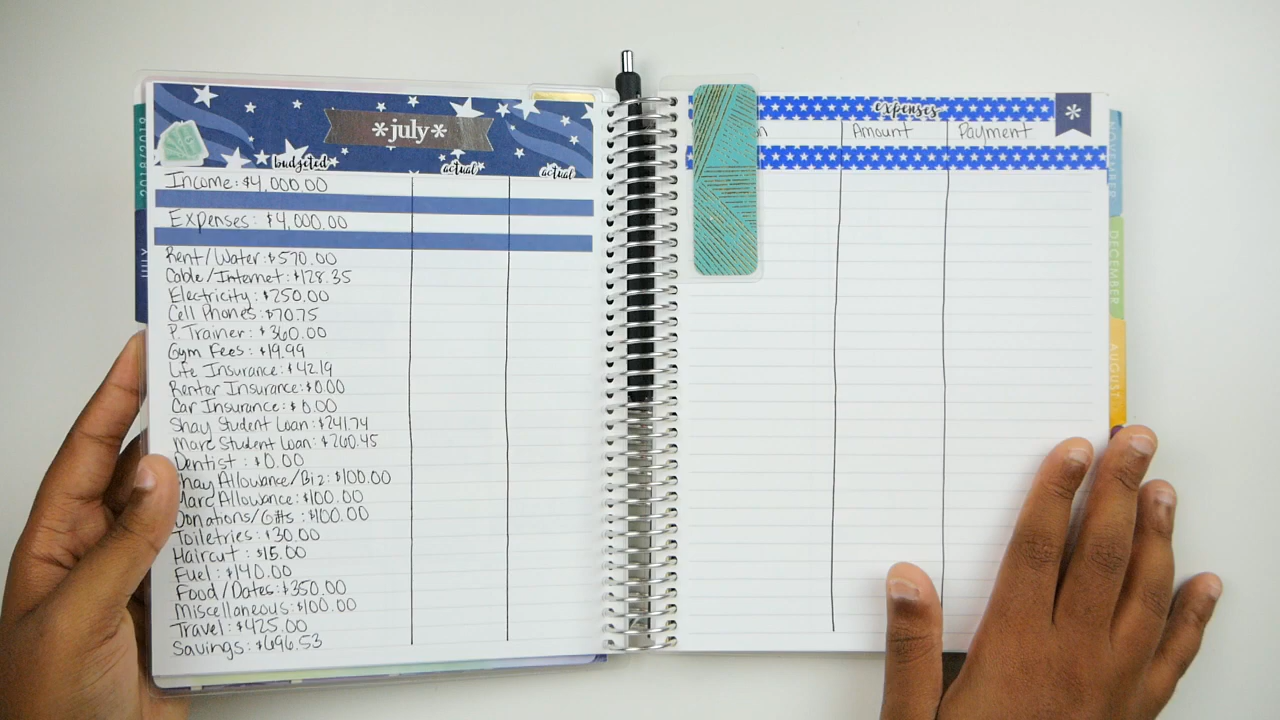 *july*
budgeted
actual
actual
Income: $4,000.00
Expenses: $4,000.00
Rent/Water: $570.00
Cable/Internet: $128.35
Electricity: $250.00
Cell Phones: $70.75
P. Trainer: $360.00
Gym Fees: $19.99
Life Insurance: $42.19
Renter Insurance: $0.00
Car Insurance: $0.00
Shay Student Loan: $241.74
Marc Student Loan: $260.45
Dentist: $0.00
Shay Allowance/Biz: $100.00
Marc Allowance: $100.00
Donations/Gifts: $100.00
Toiletries: $30.00
Haircut: $15.00
Fuel: $140.00
Food/Dates: $350.00
Miscellaneous: $100.00
Travel: $425.00
Savings: $696.53
expenses
Amount
Payment
2018/2019
JULY
NOVEMBER
DECEMBER
AUGUST